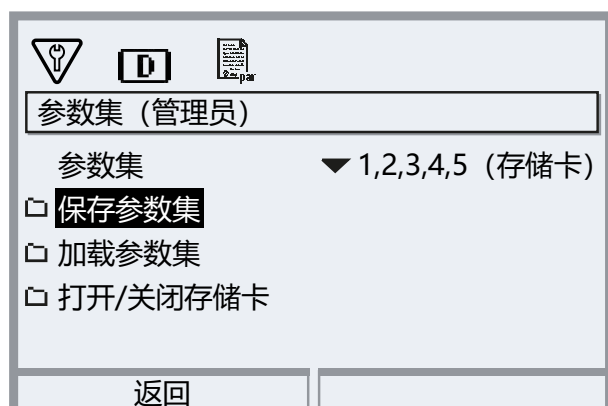 D
par
参数集（管理员）
参数集 1,2,3,4,5（存储卡）
保存参数集
加载参数集
打开/关闭存储卡
返回